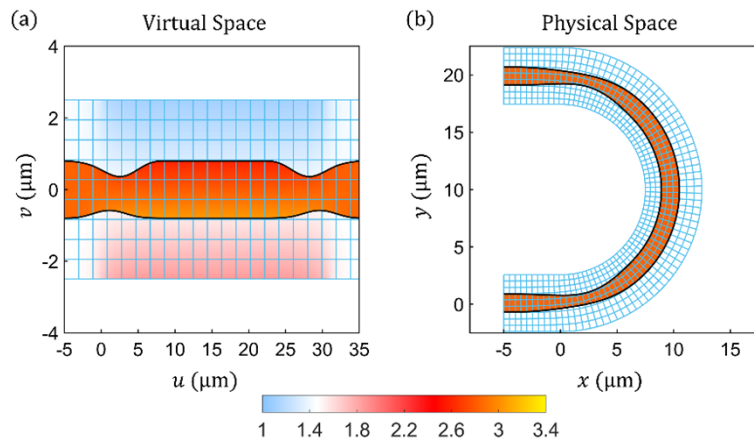 (a) Virtual Space
(b) Physical Space
4
2
0
-2
-4
v (μm)
-5 0 5 10 15 20 25 30 35
u (μm)
20
15
10
5
0
y (μm)
-5 0 5 10 15
x (μm)
1 1.4 1.8 2.2 2.6 3 3.4